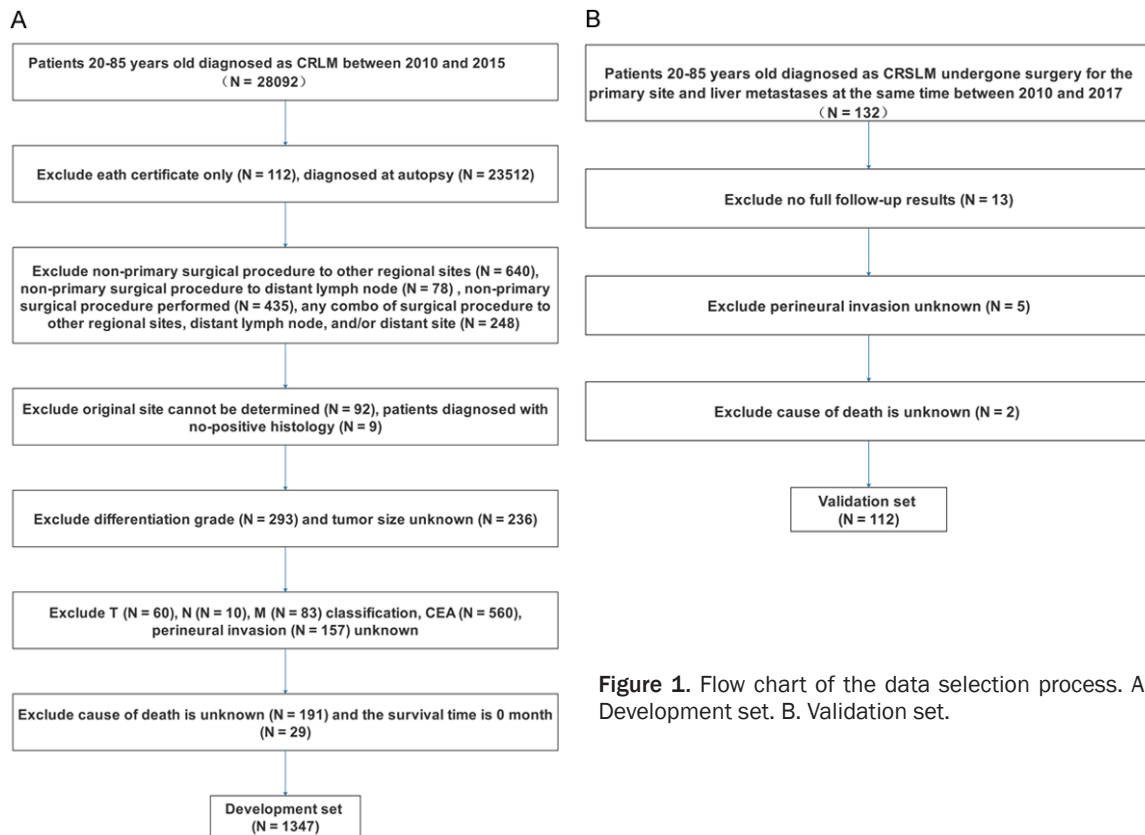 A
Patients 20-85 years old diagnosed as CRLM between 2010 and 2015
（N = 28092）
Exclude eath certificate only (N = 112), diagnosed at autopsy (N = 23512)
Exclude non-primary surgical procedure to other regional sites (N = 640),
non-primary surgical procedure to distant lymph node (N = 78) , non-primary
surgical procedure performed (N = 435), any combo of surgical procedure to
other regional sites, distant lymph node, and/or distant site (N = 248)
Exclude original site cannot be determined (N = 92), patients diagnosed with
no-positive histology (N = 9)
Exclude differentiation grade (N = 293) and tumor size unknown (N = 236)
Exclude T (N = 60), N (N = 10), M (N = 83) classification, CEA (N = 560),
perineural invasion (N = 157) unknown
Exclude cause of death is unknown (N = 191) and the survival time is 0 month
(N = 29)
Development set
(N = 1347)
B
Patients 20-85 years old diagnosed as CRSLM undergone surgery for the
primary site and liver metastases at the same time between 2010 and 2017
（N = 132）
Exclude no full follow-up results (N = 13)
Exclude perineural invasion unknown (N = 5)
Exclude cause of death is unknown (N = 2)
Validation set
(N = 112)
Figure 1. Flow chart of the data selection process. A.
Development set. B. Validation set.